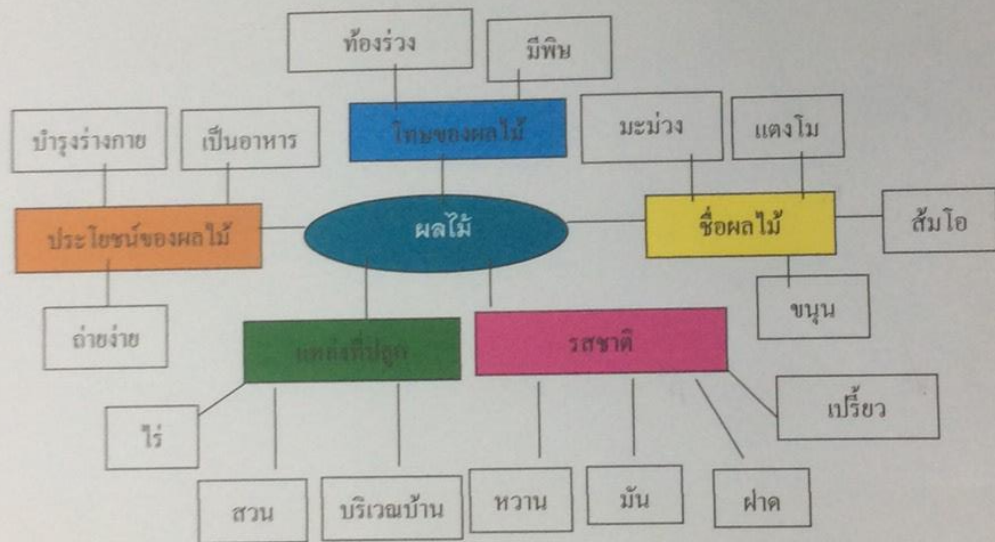 ท้องร่วง
มีพิษ
โทษของผลไม้
บำรุงร่างกาย
เป็นอาหาร
มะม่วง
แตงโม
ประโยชน์ของผลไม้
ผลไม้
ชื่อผลไม้
ส้มโอ
ถ่ายง่าย
ขนุน
แหล่งที่ปลูก
รสชาติ
เปรี้ยว
ไร่
สวน
บริเวณบ้าน
หวาน
มัน
ฝาด